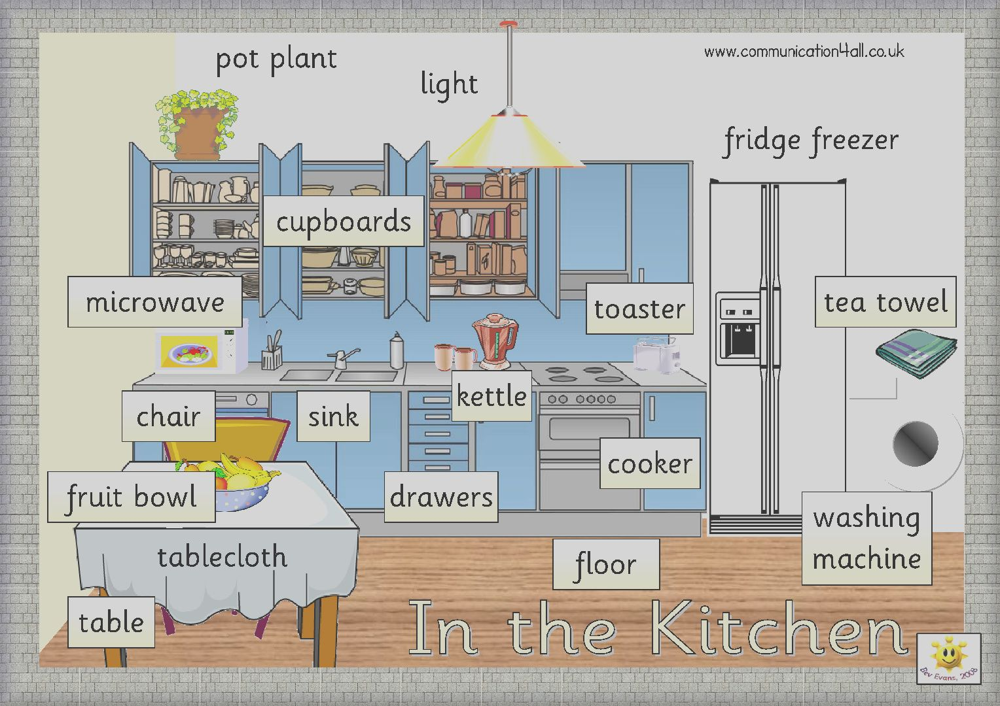 pot plant
www.communication4all.co.uk
light
fridge freezer
cupboards
microwave
toaster
tea towel
kettle
chair
sink
cooker
fruit bowl
drawers
washing
machine
tablecloth
floor
table
In the Kitchen
Bev Evans, 2008